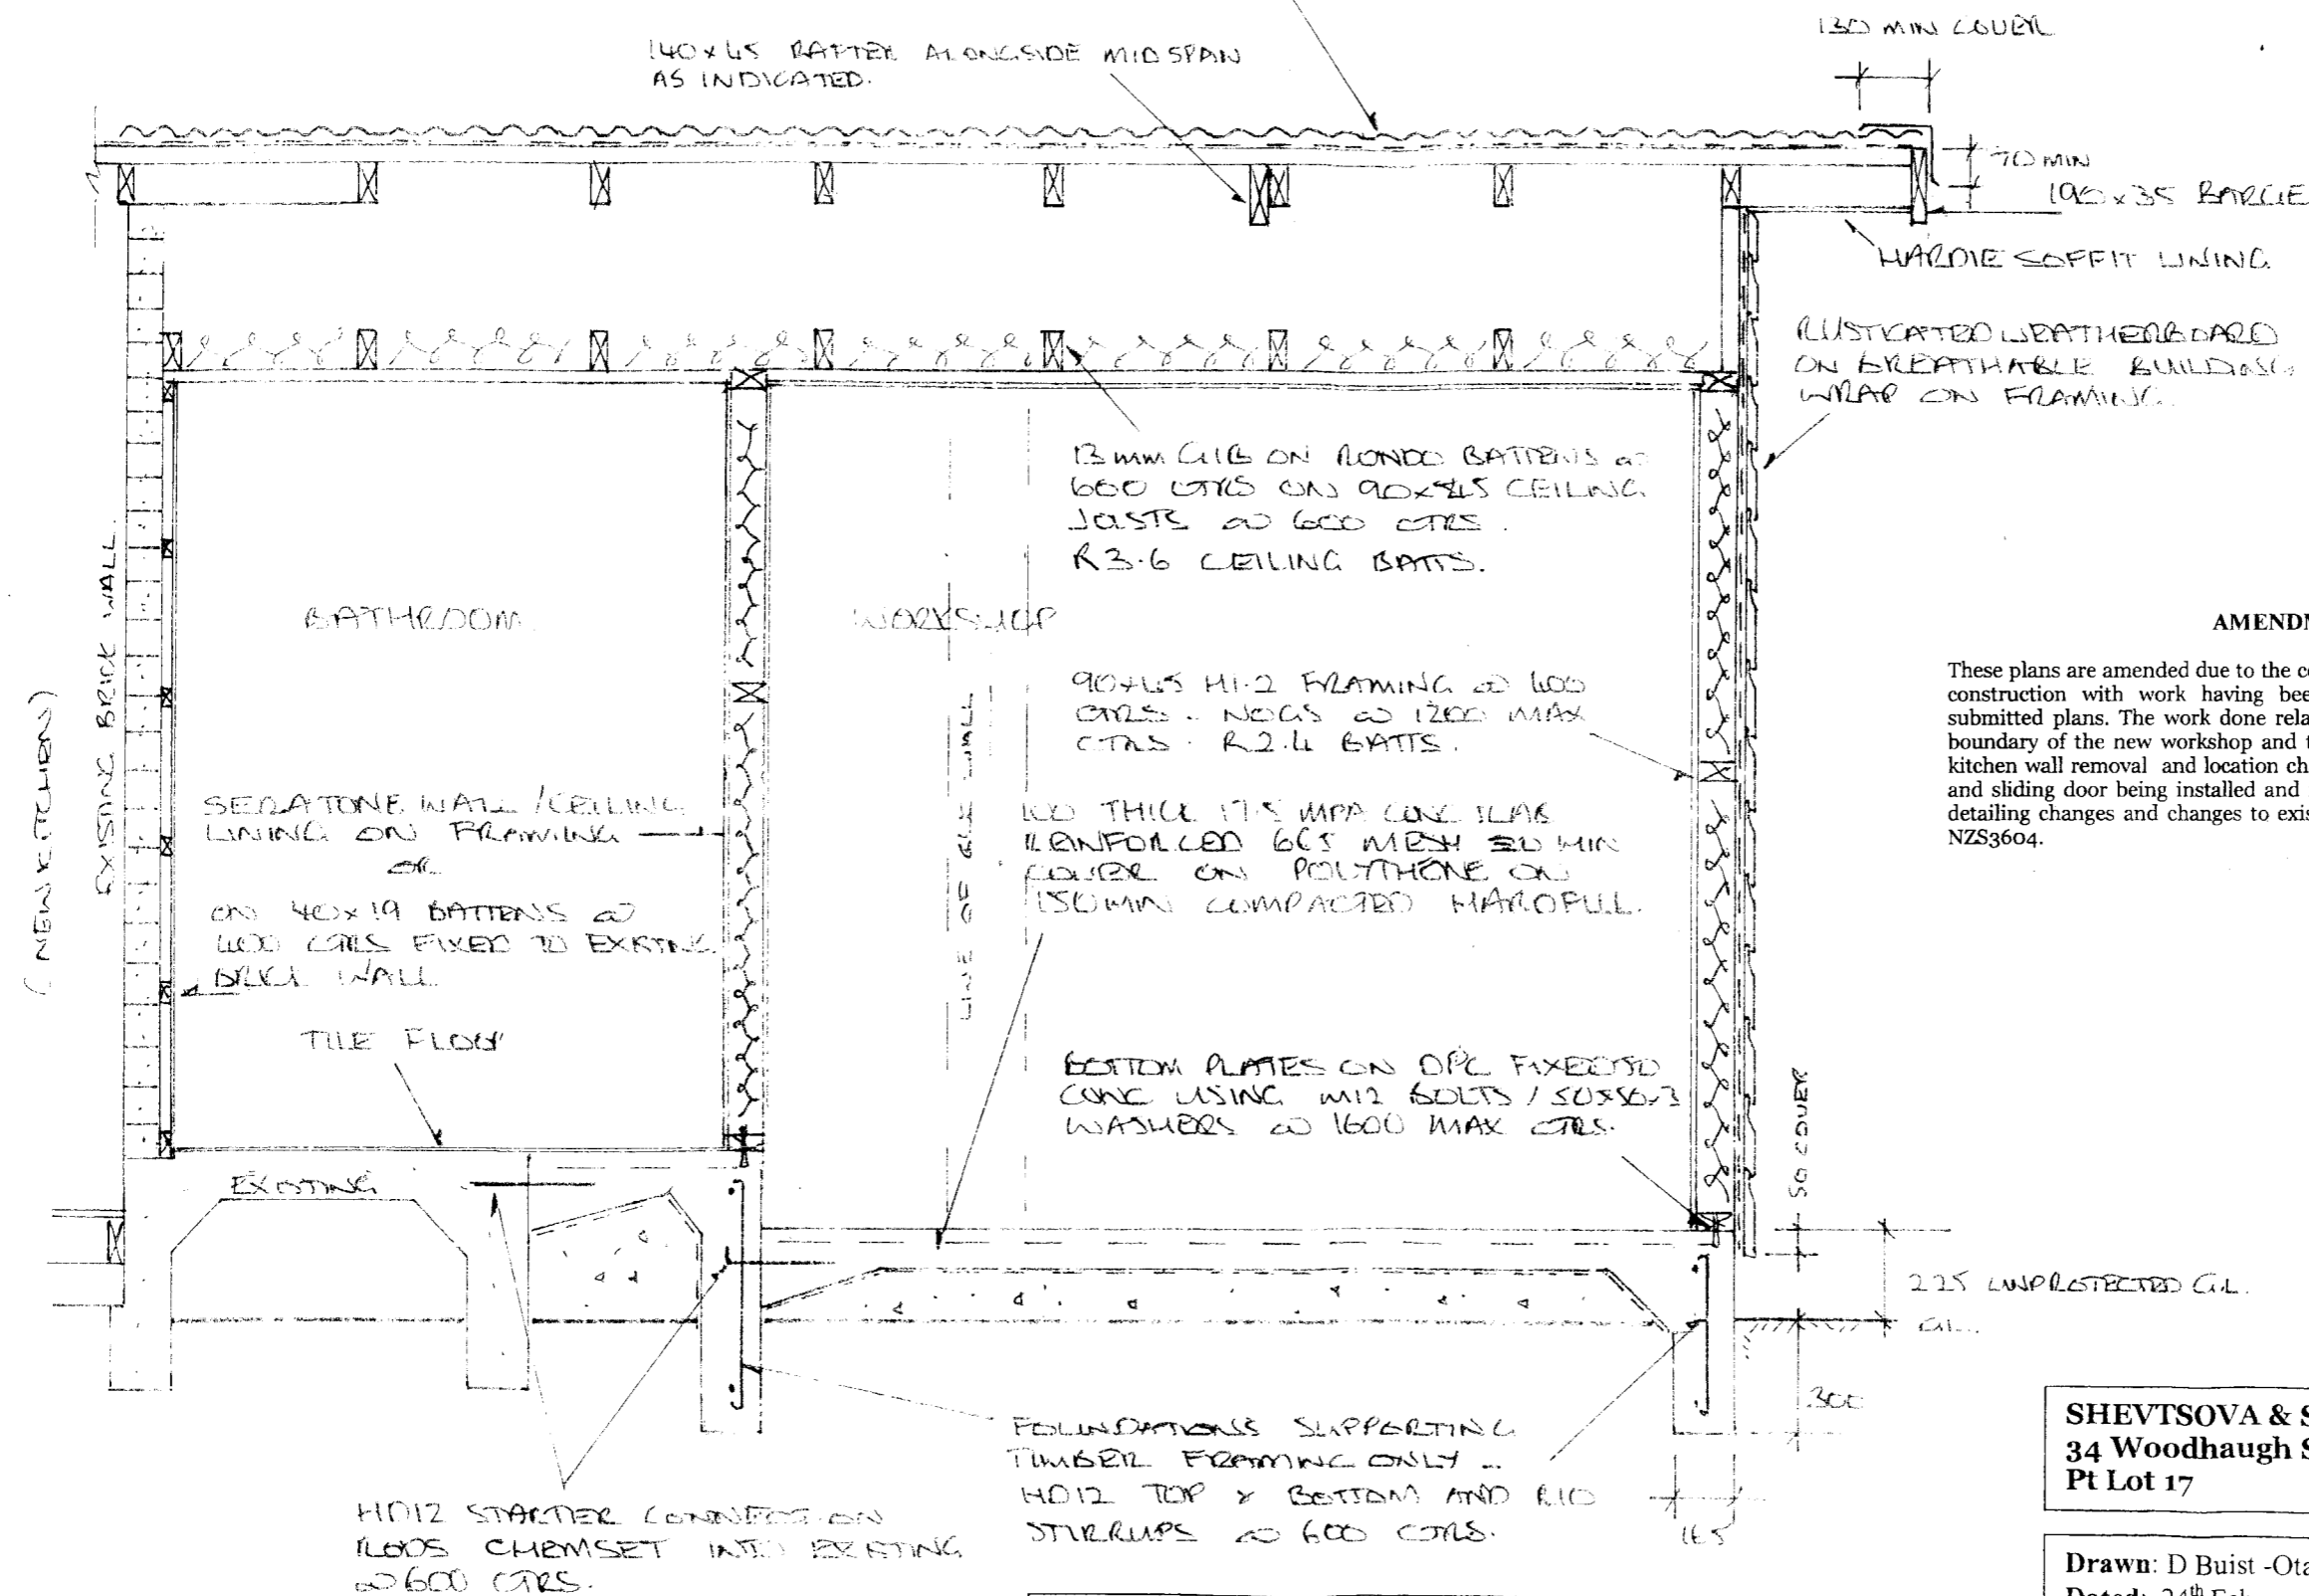 130 MIN COVER
140x45 RAFTER ALONGSIDE MIDSPAN
AS INDICATED.
70 MIN
190x35 BARGE
HARDIE SOFFIT LINING
RUSTICATED WEATHERBOARD
ON BREATHABLE BUILDING
WRAP ON FRAMING.
13mm GIB ON RONDO BATTENS @
600 CTRS ON 90x45 CEILING
JOISTS @ 600 CTRS.
R3.6 CEILING BATTS.
BATHROOM
WORKSHOP
(NEW KITCHEN)
EXISTING BRICK WALL
90x45 H1.2 FRAMING @ 600
CTRS. NOGS @ 1200 MAX
CTRS. R2.4 BATTS.
LINE OF WALL
SERATONE WALL/CEILING
LINING ON FRAMING
OR
ON 40x19 BATTENS @
400 CTRS FIXED TO EXISTING
BRICK WALL
100 THICK 17.5 MPA CONC SLAB
REINFORCED 665 MESH MIN
COVER ON POLYTHENE ON
150MIN COMPACTED HARDFILL.
TILE FLOOR
BOTTOM PLATES ON DPC FIXED TO
CONC USING M12 BOLTS / 50x50x3
WASHERS @ 1600 MAX CTRS.
50 COVER
EXISTING
225 UNPROTECTED G.L.
G.L.
300
165
FOUNDATIONS SUPPORTING
TIMBER FRAMING ONLY -
HD12 TOP & BOTTOM AND R10
STIRRUPS @ 600 CTRS.
HD12 STARTER CONNECTION
RODS CHEMSET INTO EXISTING
@ 600 CTRS.
AMENDM
These plans are amended due to the co
construction with work having bee
submitted plans. The work done rela
boundary of the new workshop and t
kitchen wall removal and location ch
and sliding door being installed and
detailing changes and changes to exis
NZS3604.
SHEVTSOVA & S
34 Woodhaugh S
Pt Lot 17
Drawn: D Buist -Ota
Dated: 24th Feb